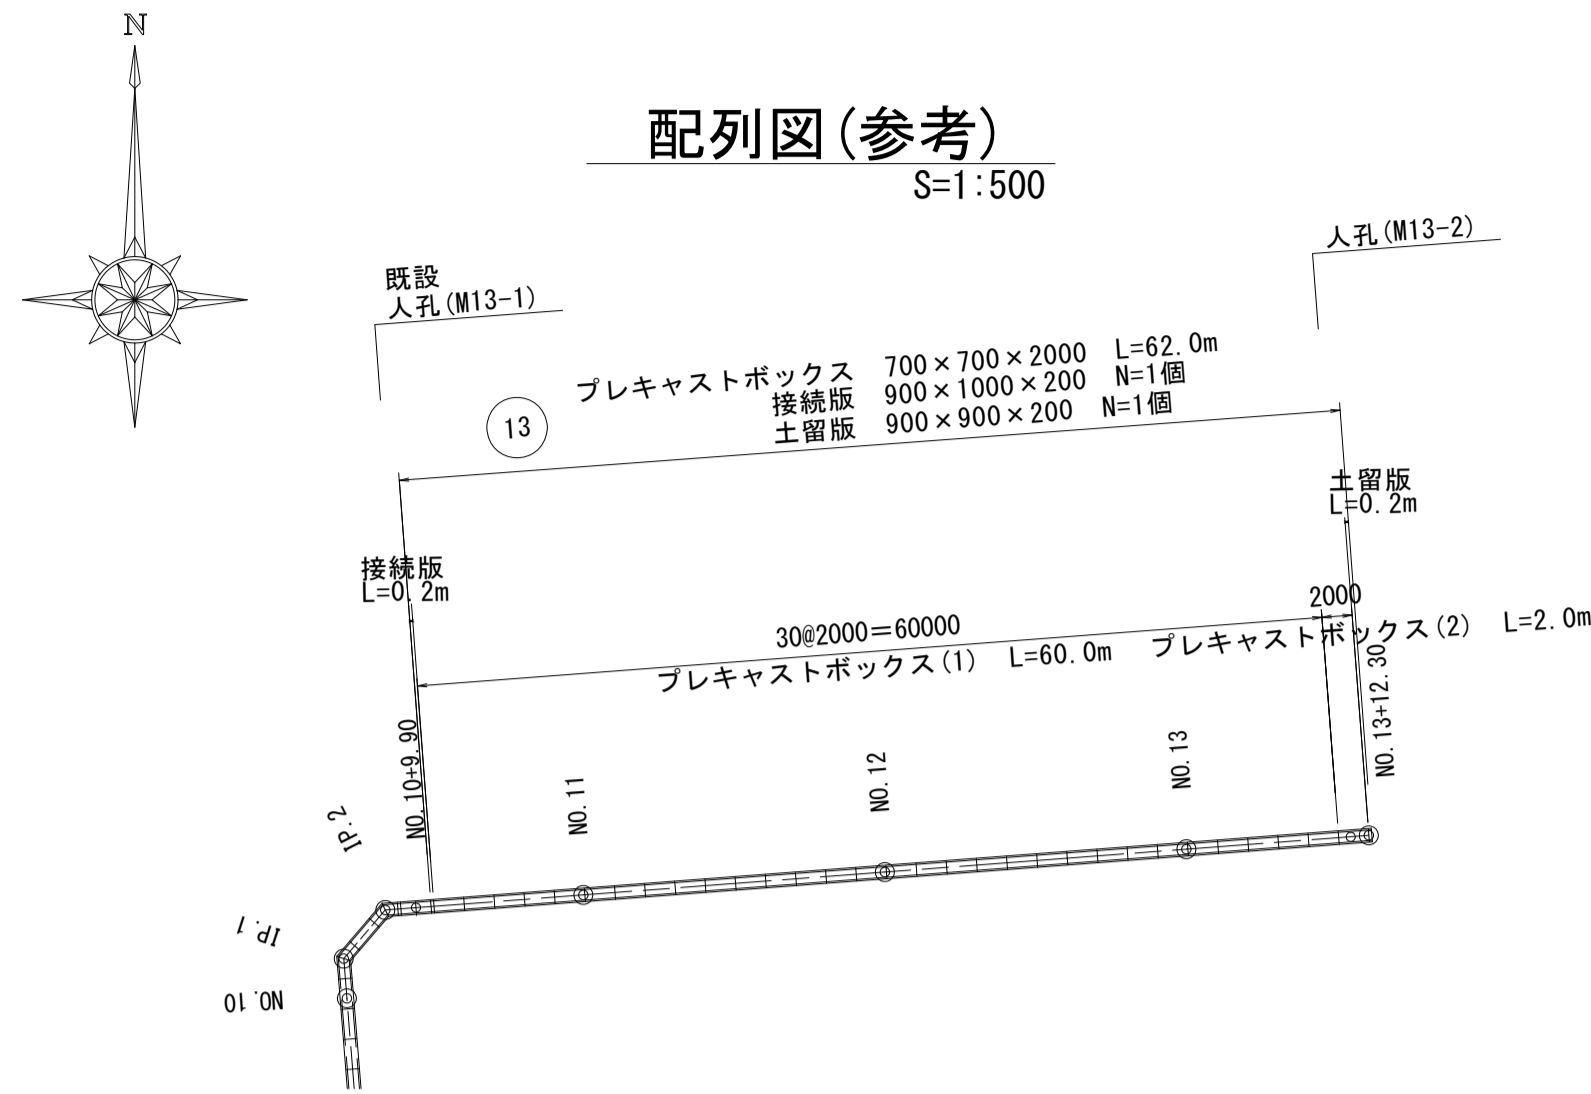 N
配列図(参考)
S=1:500
人孔(M13-2)
既設
人孔(M13-1)
プレキャストボックス 700×700×2000 L=62.0m
接続版 900×1000×200 N=1個
土留版 900×900×200 N=1個
13
土留版
L=0.2m
接続版
L=0.2m
2000
30@2000=60000
プレキャストボックス(1) L=60.0m
プレキャストボックス(2) L=2.0m
NO.10+9.90
NO.11
NO.12
NO.13
NO.13+12.30
IP.2
IP.1
NO.10